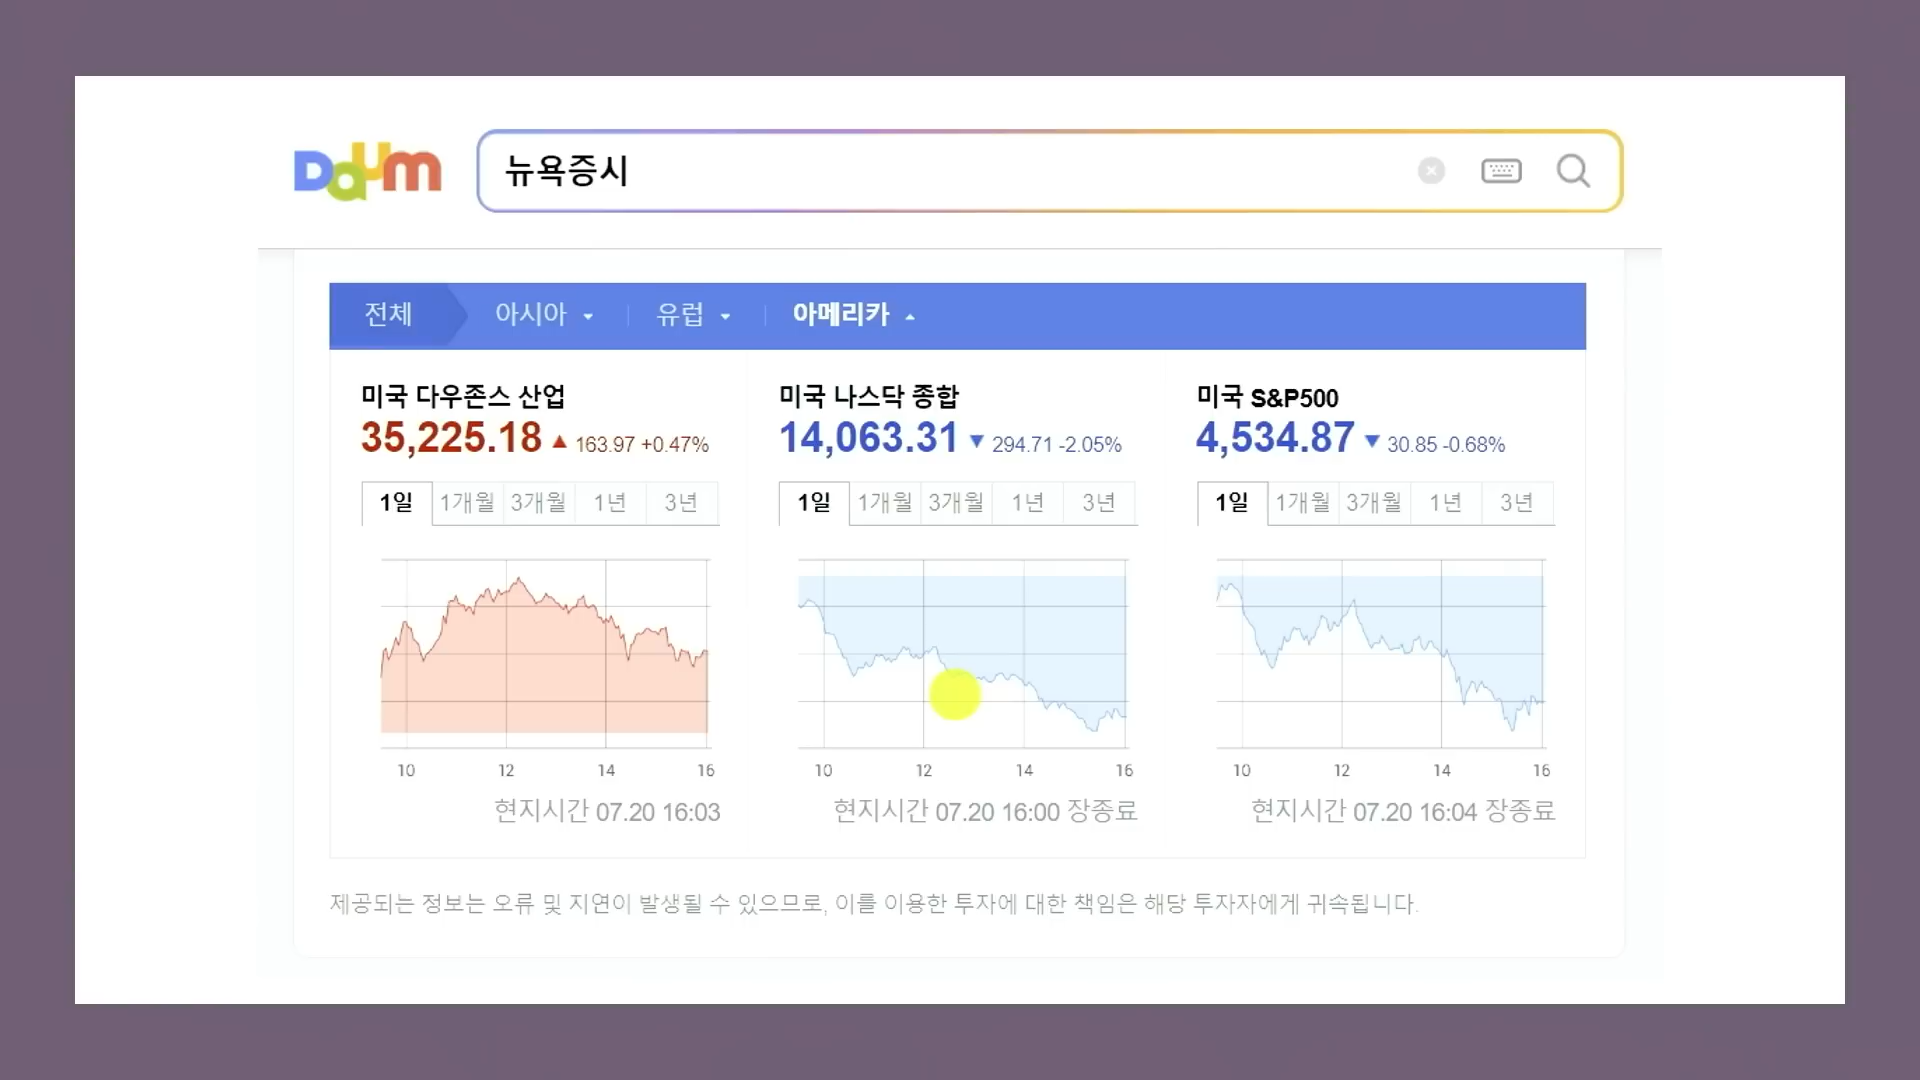 Daum
뉴욕증시
전체 아시아 유럽 아메리카
미국 다우존스 산업
35,225.18 ▲ 163.97 +0.47%
1일 1개월 3개월 1년 3년
10 12 14 16
현지시간 07.20 16:03
미국 나스닥 종합
14,063.31 ▼ 294.71 -2.05%
1일 1개월 3개월 1년 3년
10 12 14 16
현지시간 07.20 16:00 장종료
미국 S&P500
4,534.87 ▼ 30.85 -0.68%
1일 1개월 3개월 1년 3년
10 12 14 16
현지시간 07.20 16:04 장종료
제공되는 정보는 오류 및 지연이 발생될 수 있으므로, 이를 이용한 투자에 대한 책임은 해당 투자자에게 귀속됩니다.